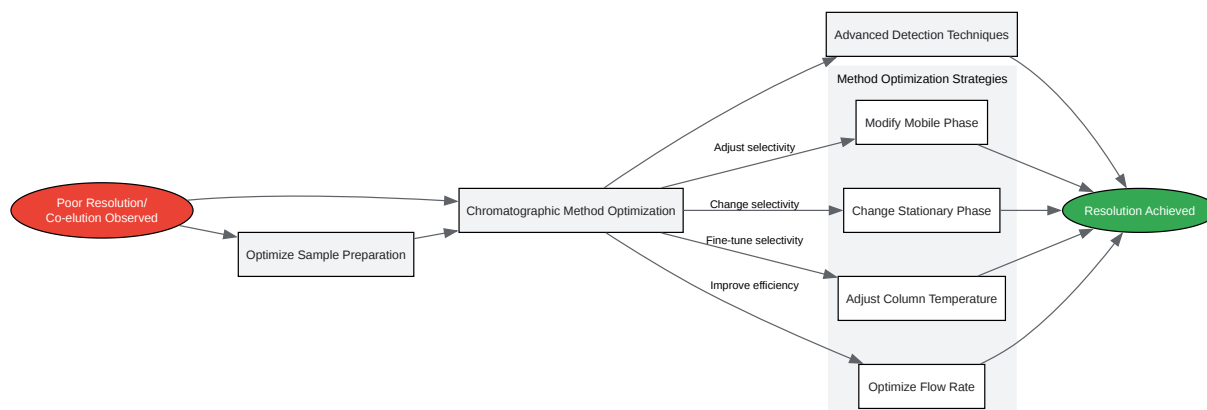 Advanced Detection Techniques
Method Optimization Strategies
Modify Mobile Phase
Adjust selectivity
Poor Resolution/
Co-elution Observed
Chromatographic Method Optimization
Change selectivity
Change Stationary Phase
Resolution Achieved
Optimize Sample Preparation
Fine-tune selectivity
Adjust Column Temperature
Improve efficiency
Optimize Flow Rate